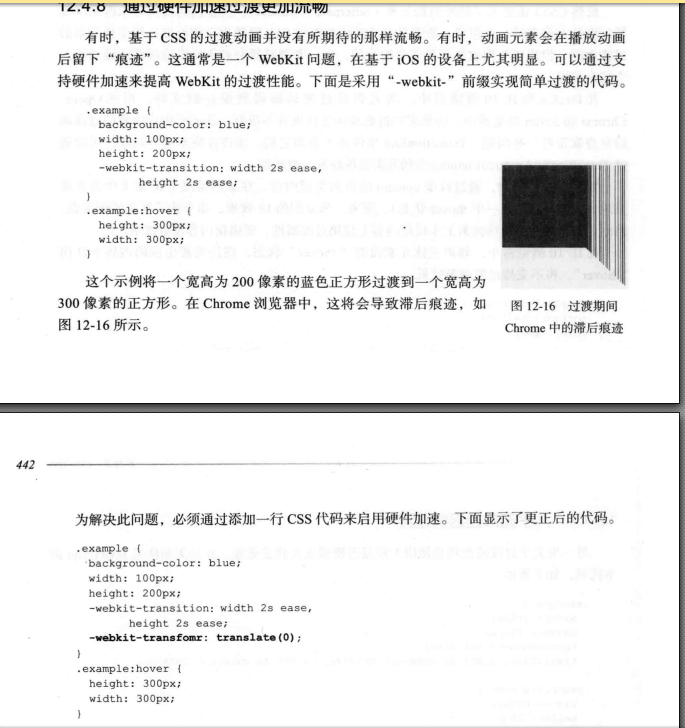 12.4.8 通过硬件加速过渡更加流畅
有时，基于 CSS 的过渡动画并没有所期待的那样流畅。有时，动画元素会在播放动画
后留下“痕迹”。这通常是一个 WebKit 问题，在基于 iOS 的设备上尤其明显。可以通过支
持硬件加速来提高 WebKit 的过渡性能。下面是采用“-webkit-”前缀实现简单过渡的代码。
.example {
background-color: blue;
width: 100px;
height: 200px;
-webkit-transition: width 2s ease,
height 2s ease;
}
.example:hover {
height: 300px;
width: 300px;
}
这个示例将一个宽高为 200 像素的蓝色正方形过渡到一个宽高为
300 像素的正方形。在 Chrome 浏览器中，这将会导致滞后痕迹，如
图 12-16 所示。
图 12-16 过渡期间
Chrome 中的滞后痕迹
442
为解决此问题，必须通过添加一行 CSS 代码来启用硬件加速。下面显示了更正后的代码。
.example {
background-color: blue;
width: 100px;
height: 200px;
-webkit-transition: width 2s ease,
height 2s ease;
-webkit-transfomr: translate(0);
}
.example:hover {
height: 300px;
width: 300px;
}